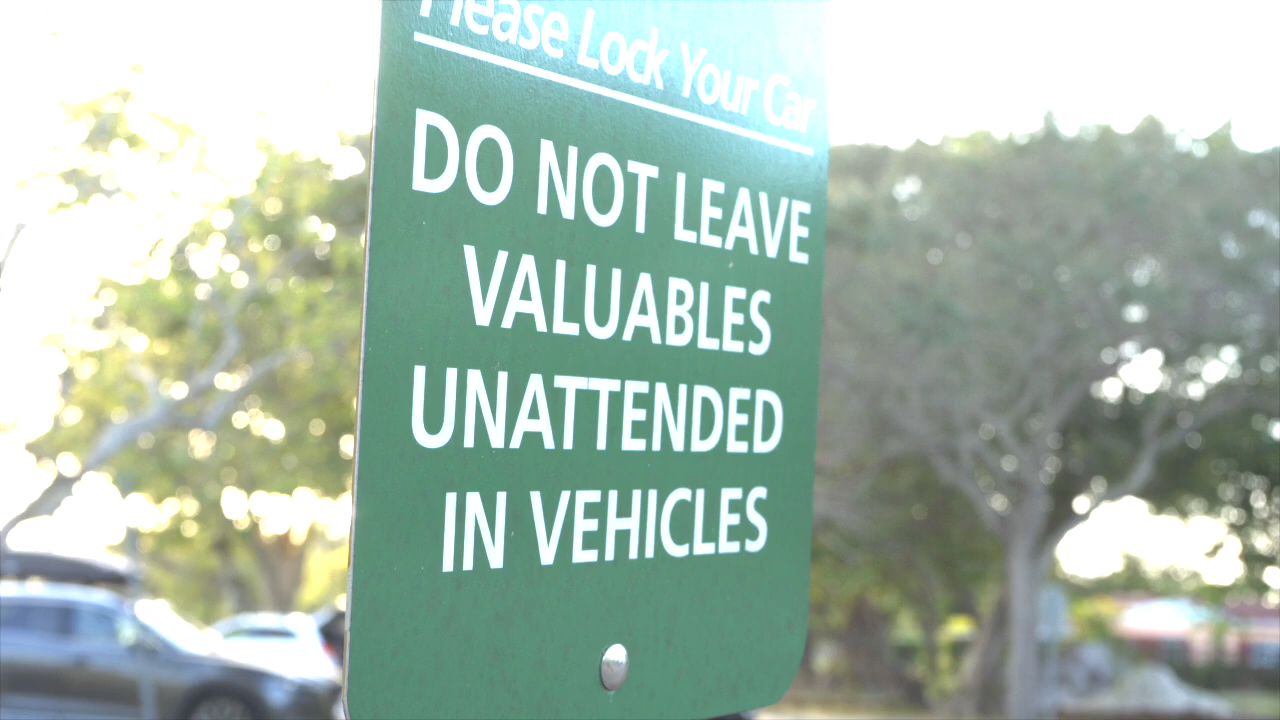 Please Lock Your Car
DO NOT LEAVE
VALUABLES
UNATTENDED
IN VEHICLES